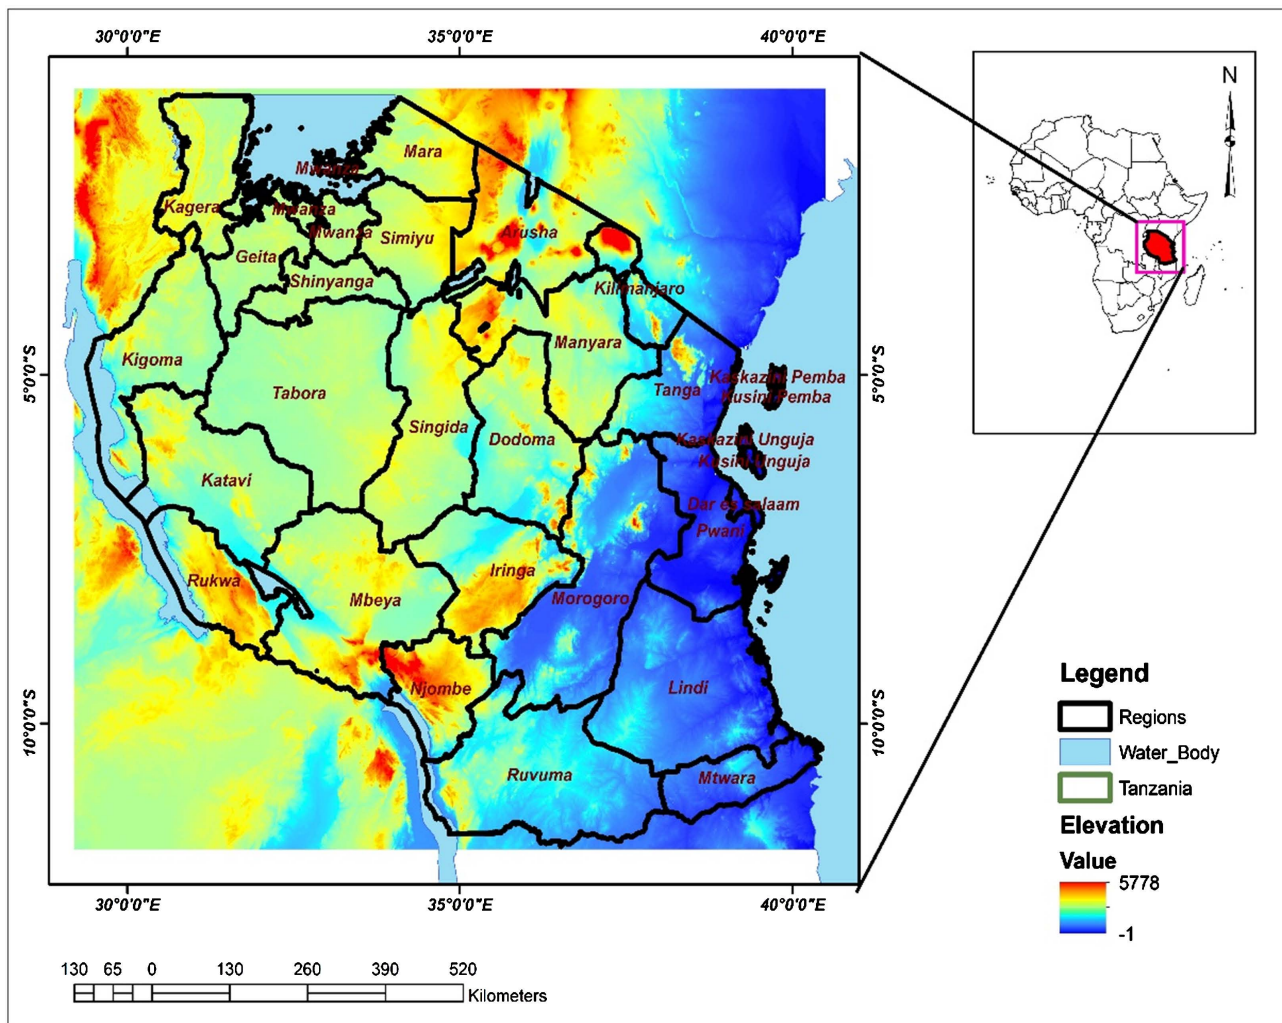 30°0'0"E
35°0'0"E
40°0'0"E
N
Mara
Mwanza
Kagera
Mwanza
Mwanza
Simiyu
Arusha
Geita
Shinyanga
Kilimanjaro
Kigoma
Manyara
5°0'0"S
5°0'0"S
Tabora
Tanga
Kaskazini Pemba
Kusini Pemba
Singida
Dodoma
Kaskazini Unguja
Kusini Unguja
Katavi
Dar es salaam
Pwani
Rukwa
Mbeya
Iringa
Morogoro
Njombe
Lindi
10°0'0"S
10°0'0"S
Ruvuma
Mtwara
30°0'0"E
35°0'0"E
40°0'0"E
Legend
Regions
Water_Body
Tanzania
Elevation
Value
5778
-1
130 65 0 130 260 390 520
Kilometers